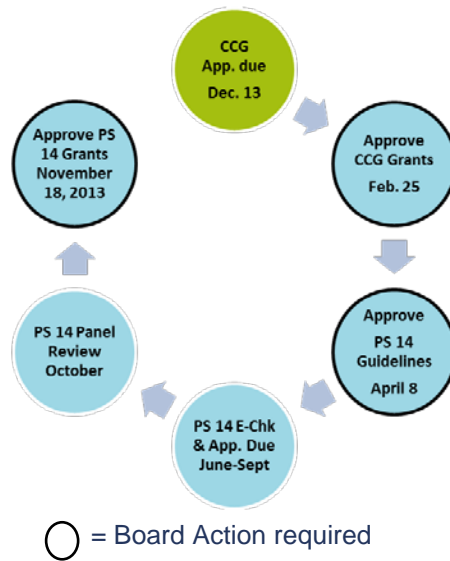 CCG
App. due
Dec. 13
Approve
CCG Grants
Feb. 25
Approve
PS 14
Guidelines
April 8
PS 14 E-Chk
& App. Due
June-Sept
PS 14 Panel
Review
October
Approve PS
14 Grants
November
18, 2013
= Board Action required